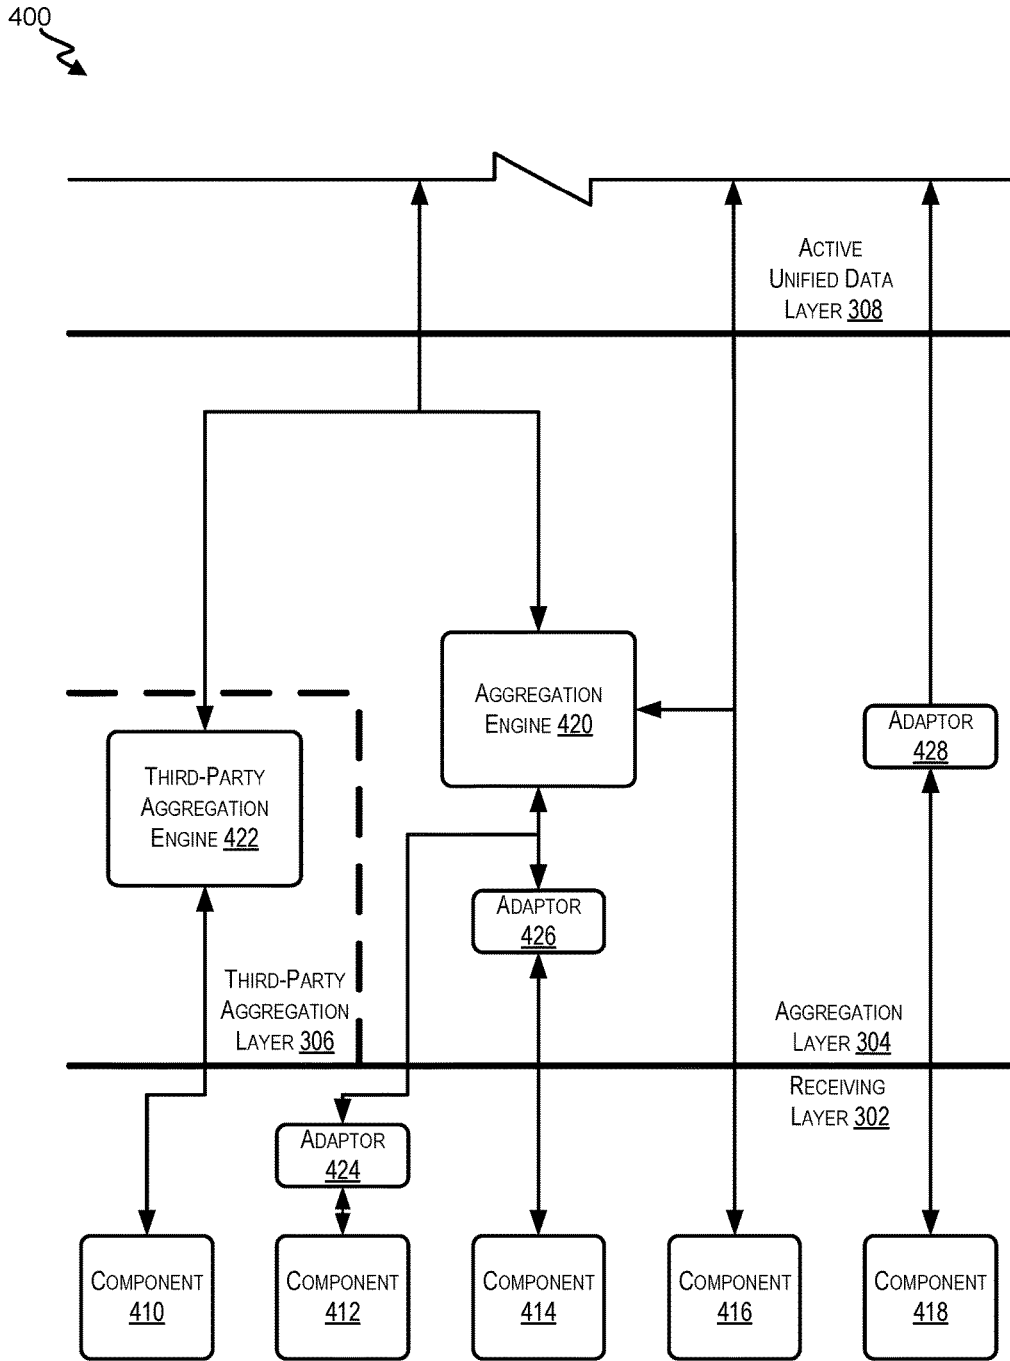 400
ACTIVE
UNIFIED DATA
LAYER 308
AGGREGATION
ENGINE 420
ADAPTOR
428
THIRD-PARTY
AGGREGATION
ENGINE 422
ADAPTOR
426
THIRD-PARTY
AGGREGATION
LAYER 306
AGGREGATION
LAYER 304
RECEIVING
LAYER 302
ADAPTOR
424
COMPONENT
410
COMPONENT
412
COMPONENT
414
COMPONENT
416
COMPONENT
418